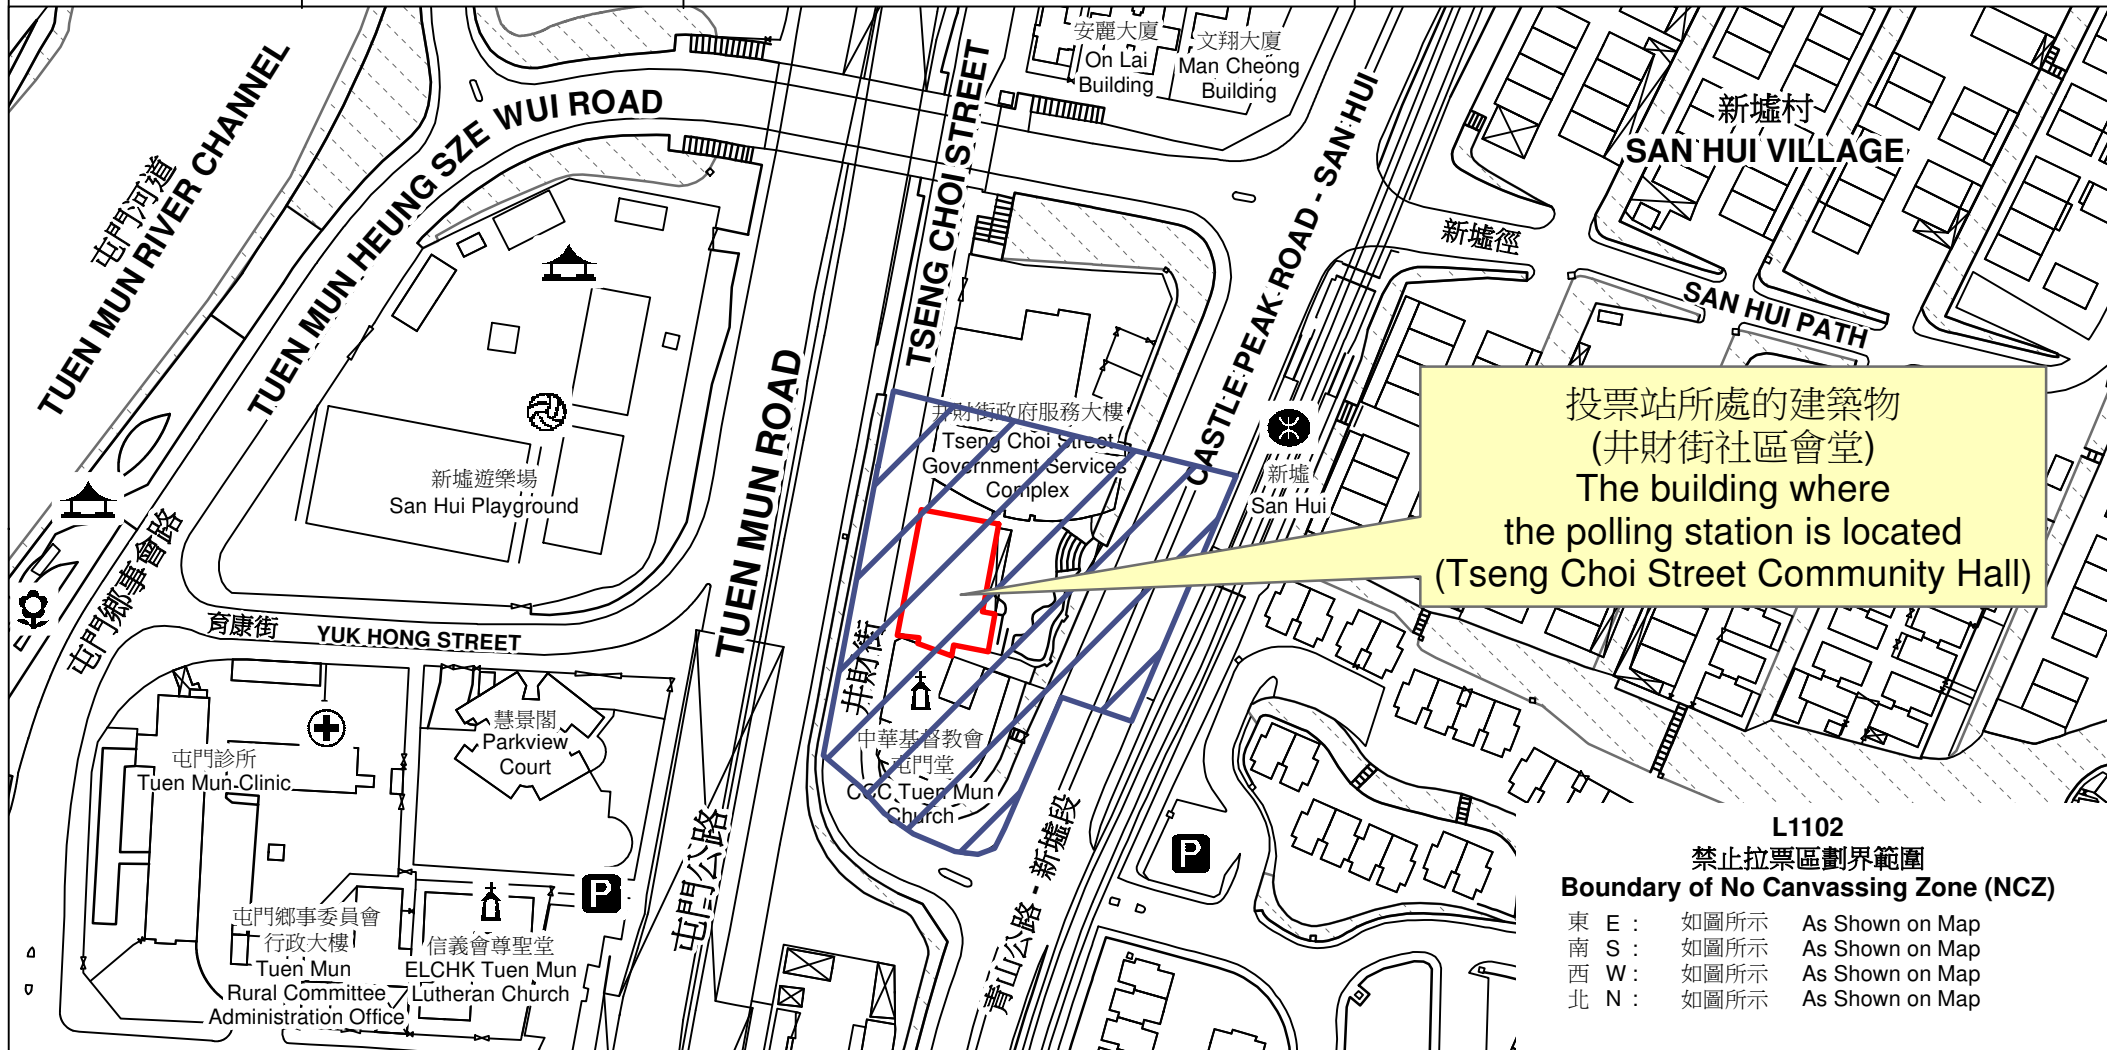 安麗大廈
On Lai
Building
文翔大廈
Man Cheong
Building
新墟村
SAN HUI VILLAGE
屯門河道
TUEN MUN RIVER CHANNEL
TUEN MUN HEUNG SZE WUI ROAD
TSENG CHOI STREET
CASTLE PEAK ROAD - SAN HUI
新墟徑
SAN HUI PATH
TUEN MUN ROAD
井財街政府服務大樓
Tseng Choi Street
Government Services
Complex
新墟
San Hui
投票站所處的建築物
(井財街社區會堂)
The building where
the polling station is located
(Tseng Choi Street Community Hall)
新墟遊樂場
San Hui Playground
屯門鄉事會路
育康街
YUK HONG STREET
井財街
慧景閣
Parkview
Court
屯門診所
Tuen Mun Clinic
中華基督教會
屯門堂
CCC Tuen Mun
Church
屯門公路
青山公路 - 新墟段
P
P
屯門鄉事委員會
行政大樓
Tuen Mun
Rural Committee
Administration Office
信義會尊聖堂
ELCHK Tuen Mun
Lutheran Church
L1102
禁止拉票區劃界範圍
Boundary of No Canvassing Zone (NCZ)
東 E : 如圖所示 As Shown on Map
南 S : 如圖所示 As Shown on Map
西 W : 如圖所示 As Shown on Map
北 N : 如圖所示 As Shown on Map